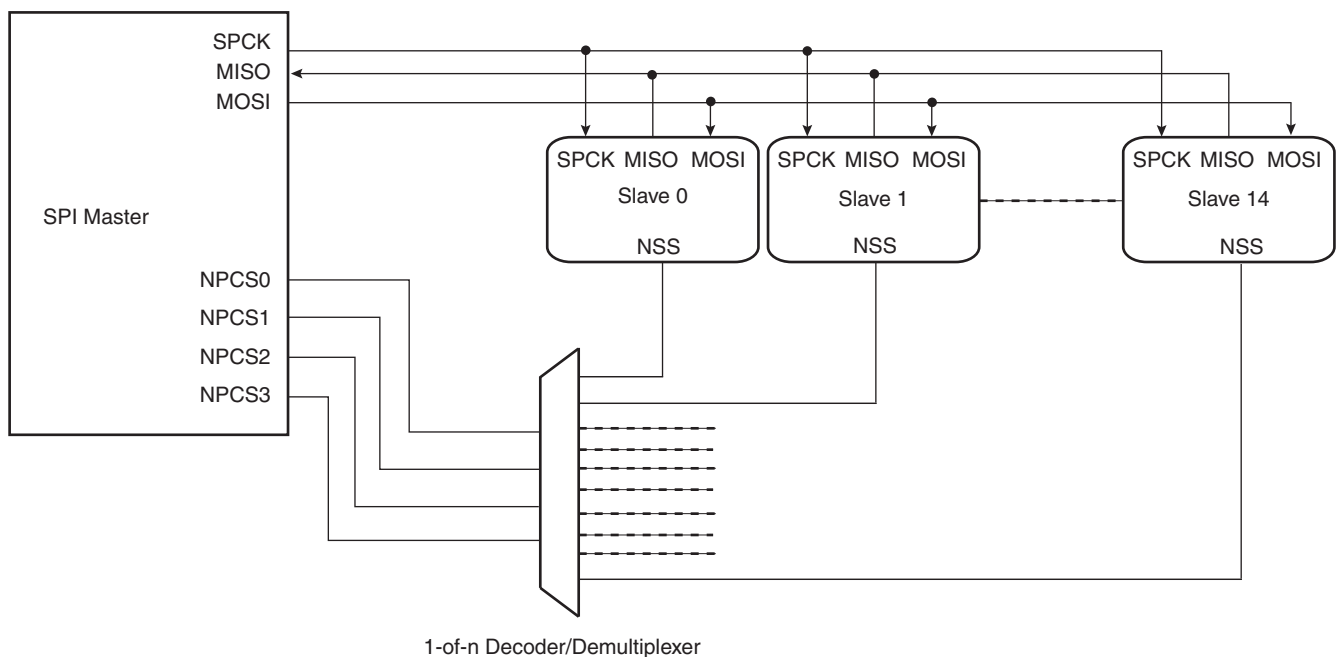 SPCK
MISO
MOSI
SPI Master
NPCS0
NPCS1
NPCS2
NPCS3
SPCK MISO MOSI
Slave 0
NSS
SPCK MISO MOSI
Slave 1
NSS
SPCK MISO MOSI
Slave 14
NSS
1-of-n Decoder/Demultiplexer